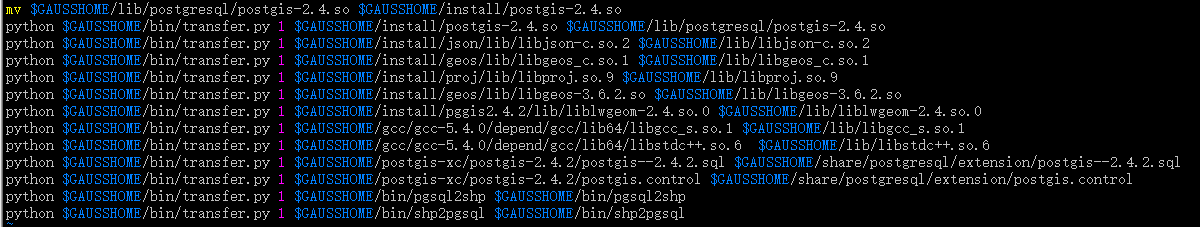 mv $GAUSSHOME/lib/postgresql/postgis-2.4.so $GAUSSHOME/install/postgis-2.4.so
python $GAUSSHOME/bin/transfer.py 1 $GAUSSHOME/install/postgis-2.4.so $GAUSSHOME/lib/postgresql/postgis-2.4.so
python $GAUSSHOME/bin/transfer.py 1 $GAUSSHOME/install/json/lib/libjson-c.so.2 $GAUSSHOME/lib/libjson-c.so.2
python $GAUSSHOME/bin/transfer.py 1 $GAUSSHOME/install/geos/lib/libgeos_c.so.1 $GAUSSHOME/lib/libgeos_c.so.1
python $GAUSSHOME/bin/transfer.py 1 $GAUSSHOME/install/proj/lib/libproj.so.9 $GAUSSHOME/lib/libproj.so.9
python $GAUSSHOME/bin/transfer.py 1 $GAUSSHOME/install/geos/lib/libgeos-3.6.2.so $GAUSSHOME/lib/libgeos-3.6.2.so
python $GAUSSHOME/bin/transfer.py 1 $GAUSSHOME/install/pggis2.4.2/lib/liblwgeom-2.4.so.0 $GAUSSHOME/lib/liblwgeom-2.4.so.0
python $GAUSSHOME/bin/transfer.py 1 $GAUSSHOME/gcc/gcc-5.4.0/depend/gcc/lib64/libgcc_s.so.1 $GAUSSHOME/lib/libgcc_s.so.1
python $GAUSSHOME/bin/transfer.py 1 $GAUSSHOME/gcc/gcc-5.4.0/depend/gcc/lib64/libstdc++.so.6  $GAUSSHOME/lib/libstdc++.so.6
python $GAUSSHOME/bin/transfer.py 1 $GAUSSHOME/postgis-xc/postgis-2.4.2/postgis--2.4.2.sql $GAUSSHOME/share/postgresql/extension/postgis--2.4.2.sql
python $GAUSSHOME/bin/transfer.py 1 $GAUSSHOME/postgis-xc/postgis-2.4.2/postgis.control $GAUSSHOME/share/postgresql/extension/postgis.control
python $GAUSSHOME/bin/transfer.py 1 $GAUSSHOME/bin/pgsql2shp $GAUSSHOME/bin/pgsql2shp
python $GAUSSHOME/bin/transfer.py 1 $GAUSSHOME/bin/shp2pgsql $GAUSSHOME/bin/shp2pgsql
~